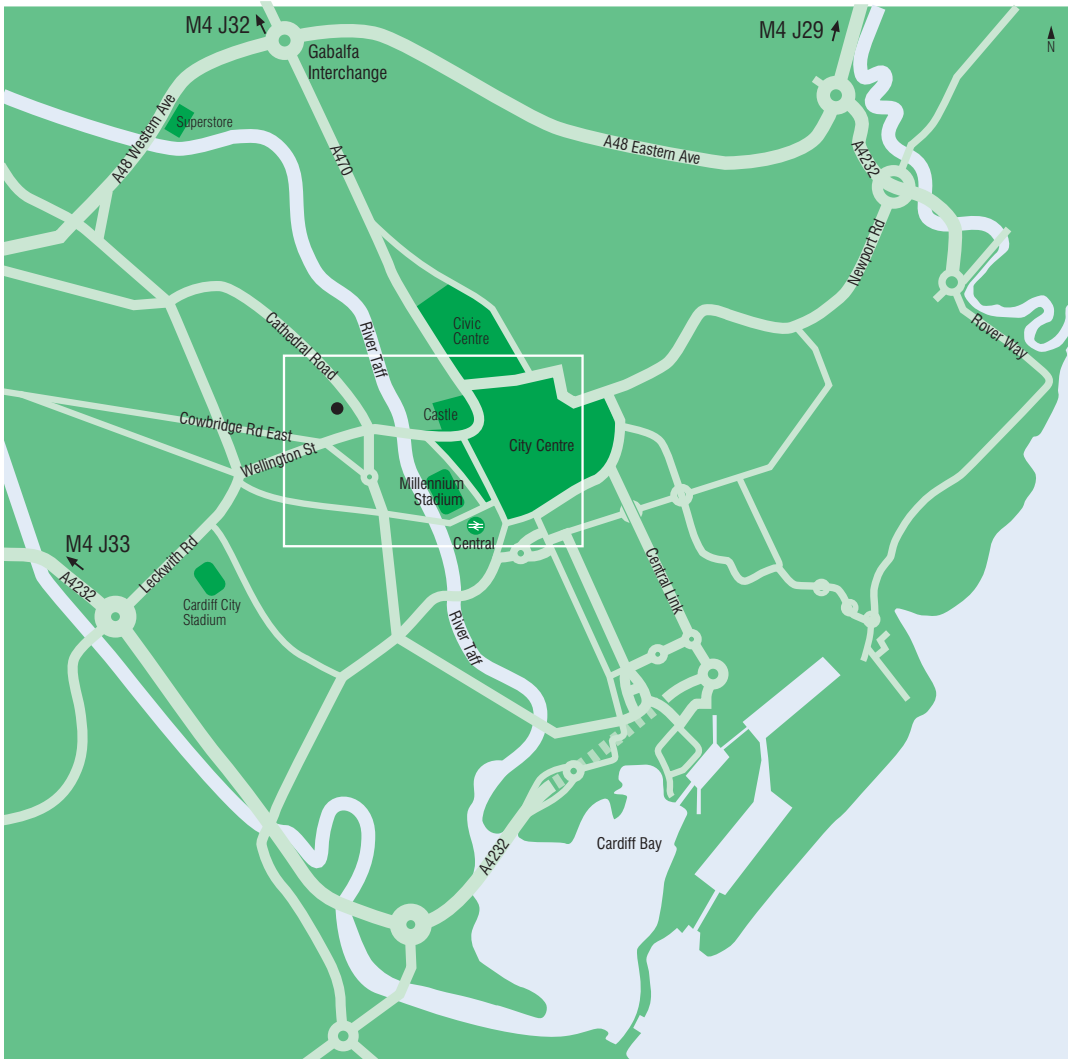 M4 J32
M4 J29
N
Gabalfa
Interchange
Superstore
A48 Western Ave
A470
A48 Eastern Ave
A4232
Newport Rd
Rover Way
Civic
Centre
Cathedral Road
River Taff
Castle
Cowbridge Rd East
City Centre
Wellington St
Millennium
Stadium
Central
M4 J33
A4232
Leckwith Rd
Cardiff City
Stadium
Central Link
River Taff
Cardiff Bay
A4232